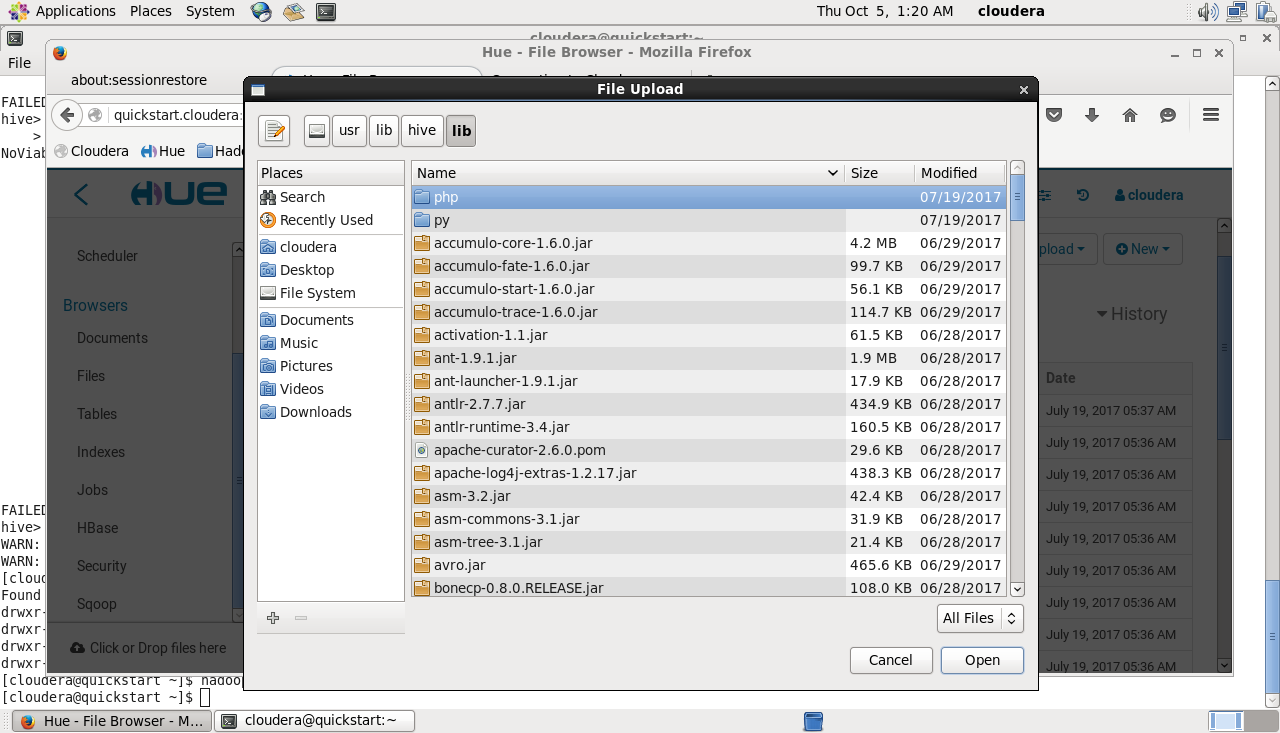 Applications Places System Thu Oct 5, 1:20 AM cloudera
cloudera@quickstart:~
File
Hue - File Browser - Mozilla Firefox
about:sessionrestore
File Upload
FAILED
hive>
>
NoViab
quickstart.cloudera:
Cloudera Hue Hado
usr lib hive lib
HUE
cloudera
Scheduler
Browsers
Documents
Files
Tables
Indexes
Jobs
HBase
Security
Sqoop
Click or Drop files here
Places
Search
Recently Used
cloudera
Desktop
File System
Documents
Music
Pictures
Videos
Downloads
Name Size Modified
php 07/19/2017
py 07/19/2017
accumulo-core-1.6.0.jar 4.2 MB 06/29/2017
accumulo-fate-1.6.0.jar 99.7 KB 06/29/2017
accumulo-start-1.6.0.jar 56.1 KB 06/29/2017
accumulo-trace-1.6.0.jar 114.7 KB 06/29/2017
activation-1.1.jar 61.5 KB 06/28/2017
ant-1.9.1.jar 1.9 MB 06/28/2017
ant-launcher-1.9.1.jar 17.9 KB 06/28/2017
antlr-2.7.7.jar 434.9 KB 06/28/2017
antlr-runtime-3.4.jar 160.5 KB 06/28/2017
apache-curator-2.6.0.pom 29.6 KB 06/28/2017
apache-log4j-extras-1.2.17.jar 438.3 KB 06/28/2017
asm-3.2.jar 42.4 KB 06/28/2017
asm-commons-3.1.jar 31.9 KB 06/28/2017
asm-tree-3.1.jar 21.4 KB 06/28/2017
avro.jar 465.6 KB 06/29/2017
bonecp-0.8.0.RELEASE.jar 108.0 KB 06/28/2017
All Files
Cancel Open
pload New
History
Date
July 19, 2017 05:37 AM
July 19, 2017 05:36 AM
July 19, 2017 05:36 AM
July 19, 2017 05:36 AM
July 19, 2017 05:36 AM
July 19, 2017 05:36 AM
July 19, 2017 05:36 AM
July 19, 2017 05:36 AM
July 19, 2017 05:36 AM
FAILED
hive>
WARN:
WARN:
[cloud
Found
drwxr-
drwxr-
drwxr-
drwxr-
[cloudera@quickstart ~]$ hadoop
[cloudera@quickstart ~]$
Hue - File Browser - M... cloudera@quickstart:~